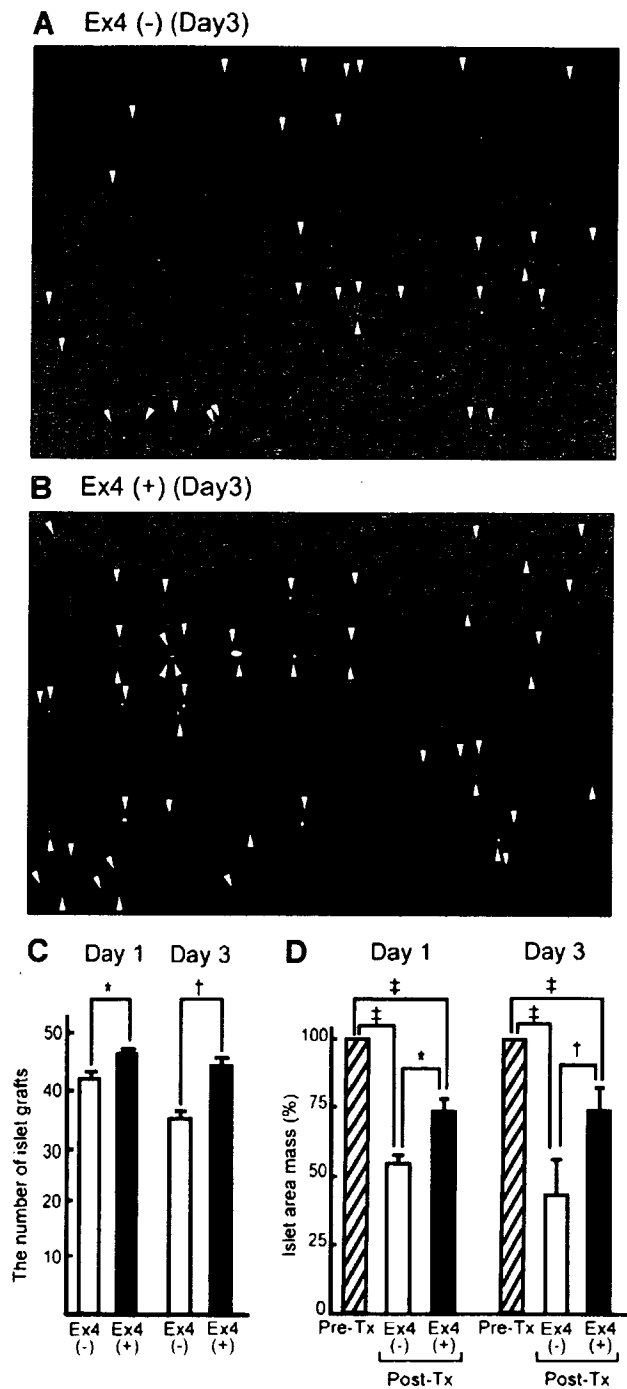 A Ex4 (-) (Day3)
B Ex4 (+) (Day3)
C Day 1 Day 3
* †
The number of islet grafts
50
40
30
20
10
Ex4 (-)
Ex4 (+)
Ex4 (-)
Ex4 (+)
D Day 1 Day 3
‡ ‡
‡ * ‡ †
Islet area mass (%)
100
75
50
25
0
Pre-Tx
Ex4 (-)
Ex4 (+)
Post-Tx
Pre-Tx
Ex4 (-)
Ex4 (+)
Post-Tx